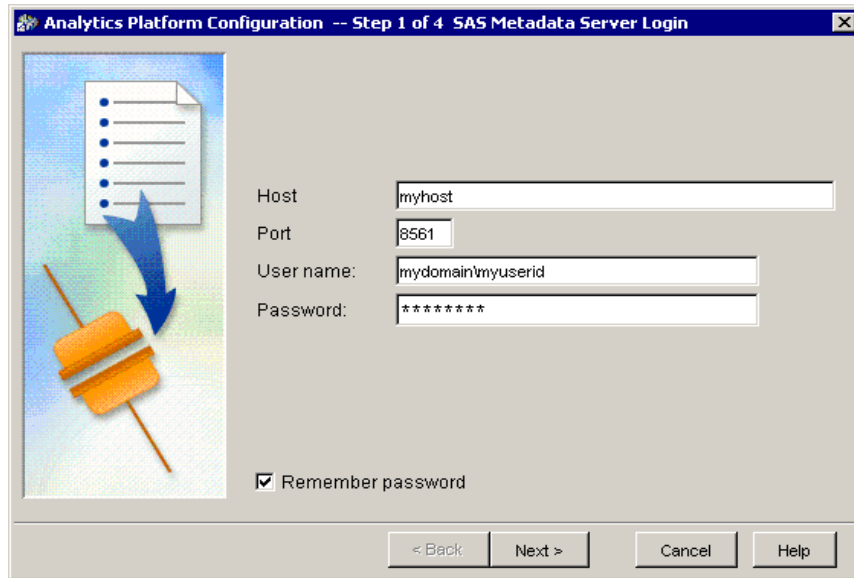 Analytics Platform Configuration -- Step 1 of 4 SAS Metadata Server Login
Host myhost
Port 8561
User name: mydomain\myuserid
Password: ********
Remember password
< Back Next > Cancel Help